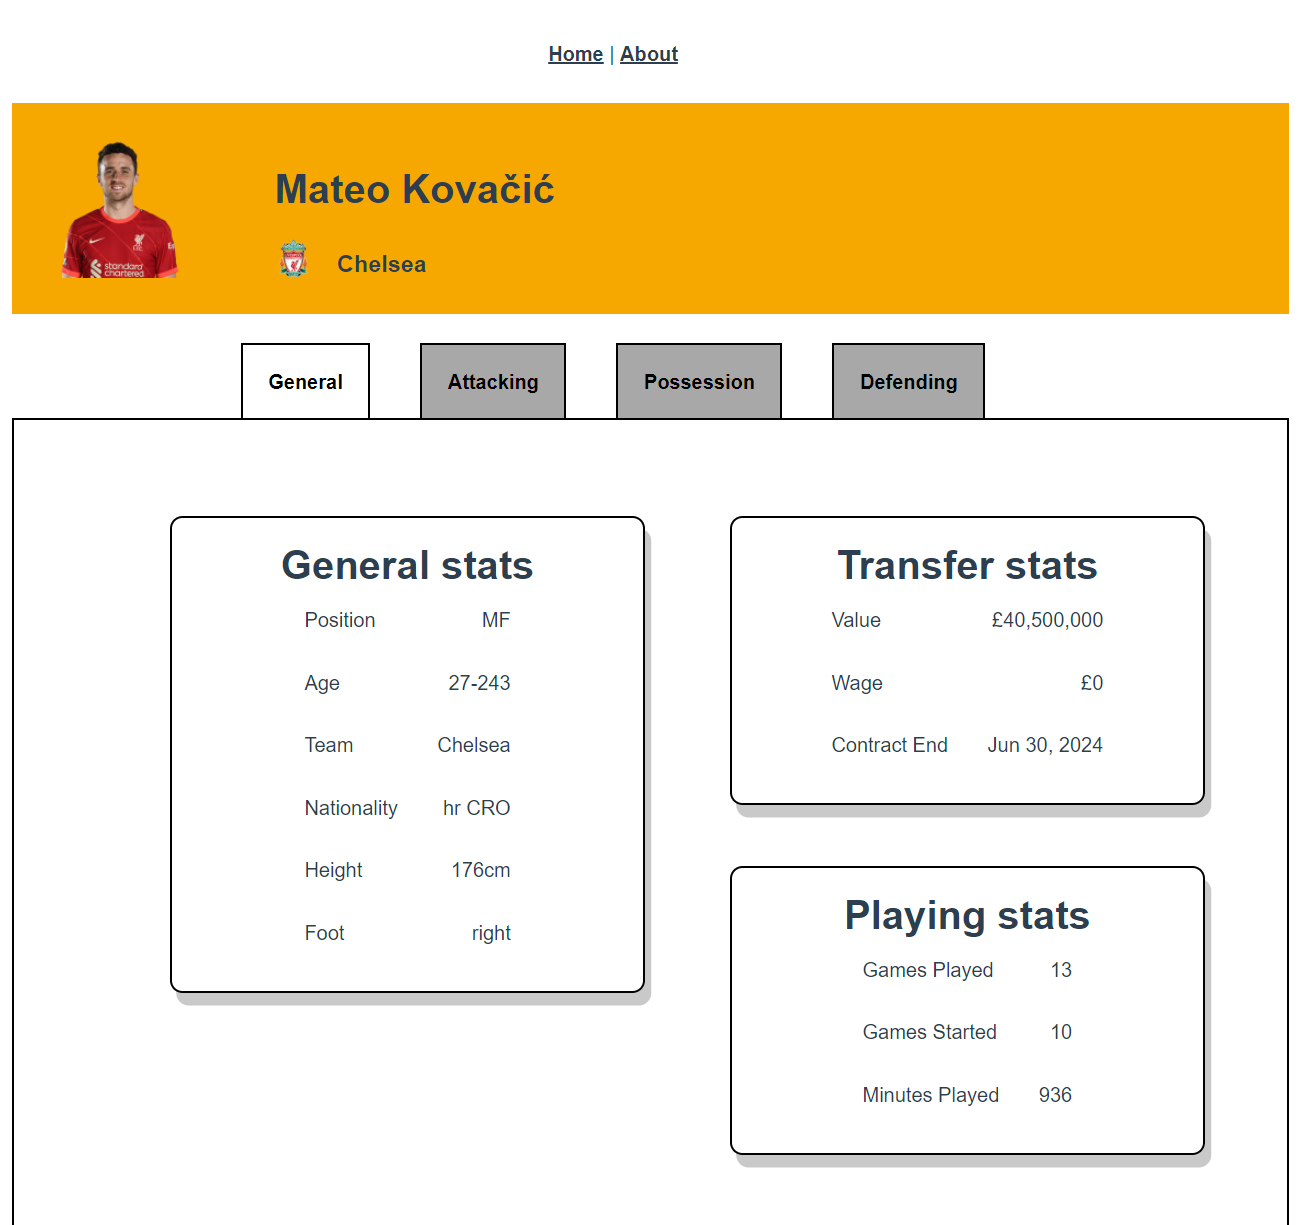 Home | About
Mateo Kovačić
standard
chartered
Chelsea
General
Attacking
Possession
Defending
General stats
Position MF
Age 27-243
Team Chelsea
Nationality hr CRO
Height 176cm
Foot right
Transfer stats
Value £40,500,000
Wage £0
Contract End Jun 30, 2024
Playing stats
Games Played 13
Games Started 10
Minutes Played 936